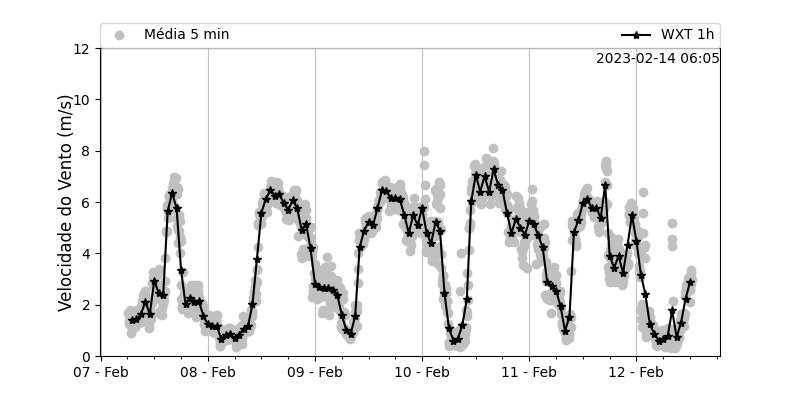 Média 5 min
WXT 1h
2023-02-14 06:05
Velocidade do Vento (m/s)
12
10
8
6
4
2
0
07 - Feb
08 - Feb
09 - Feb
10 - Feb
11 - Feb
12 - Feb